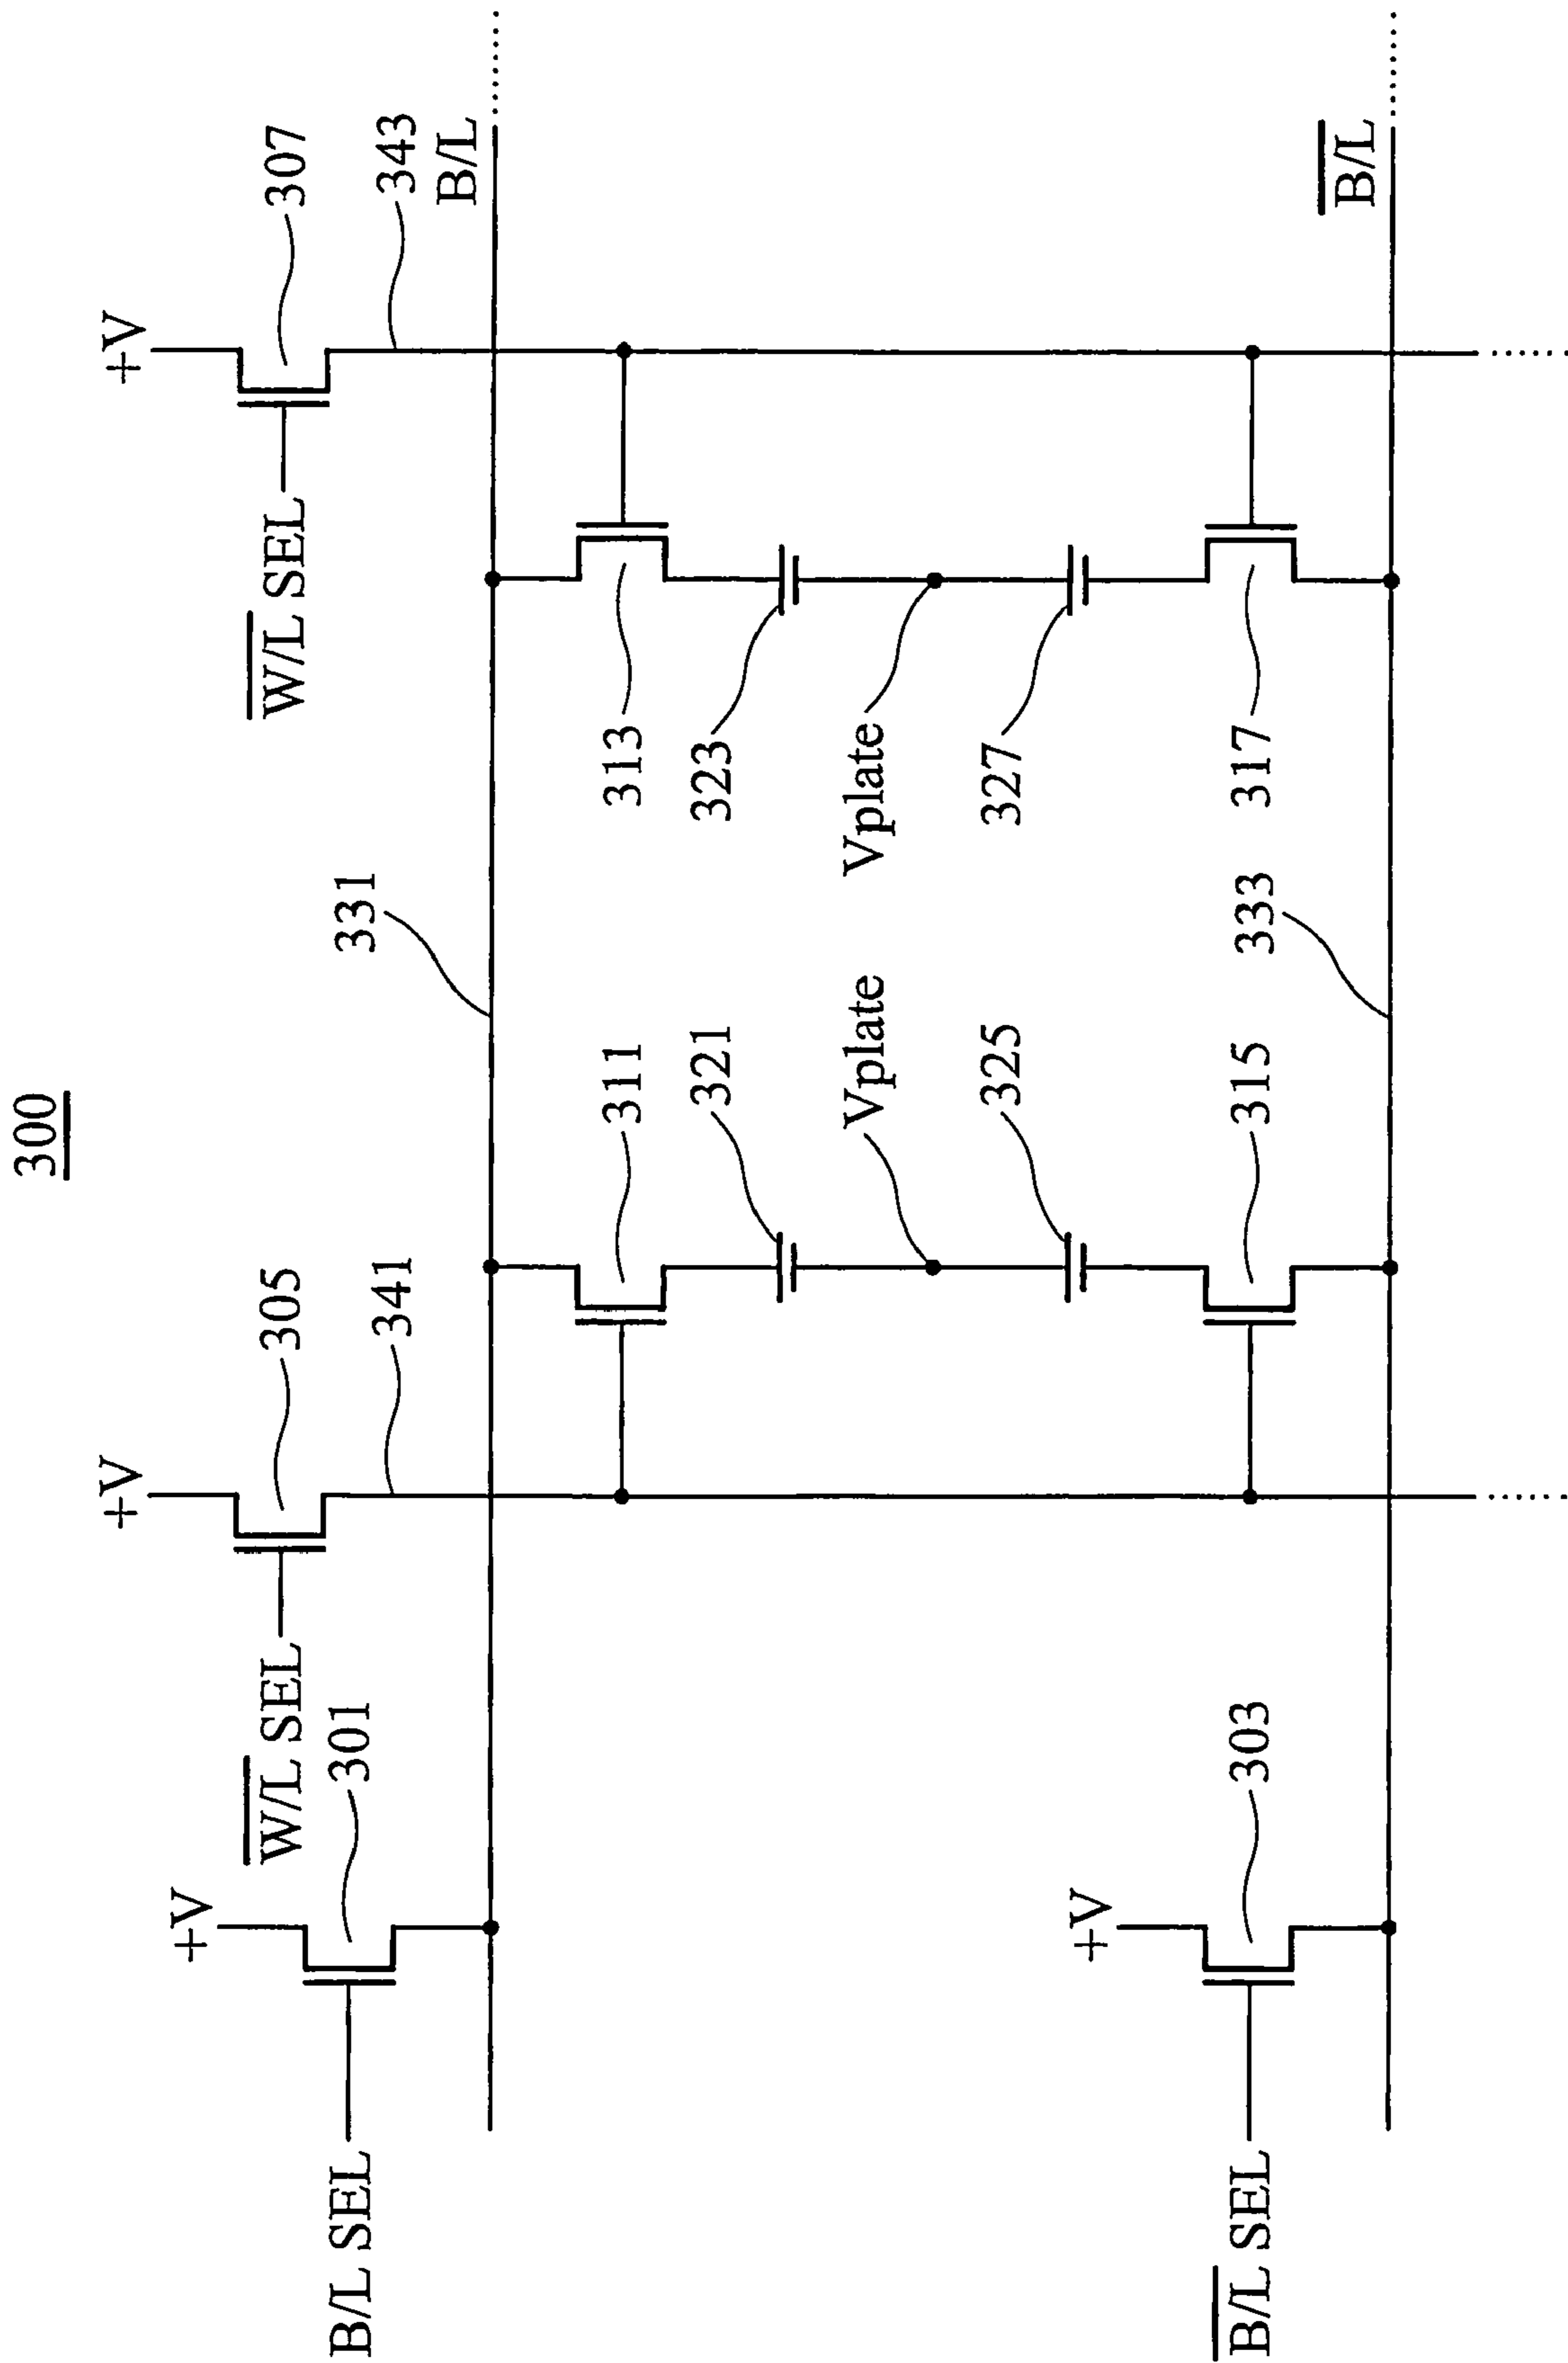 300
+V
+V
+V
W̅/̅L̅ SEL
305
W̅/̅L̅ SEL
307
B/L SEL
301
341
331
343
B/L
311
313
321
323
Vplate
Vplate
325
327
+V
B̅/̅L̅ SEL
303
315
333
317
B̅/̅L̅